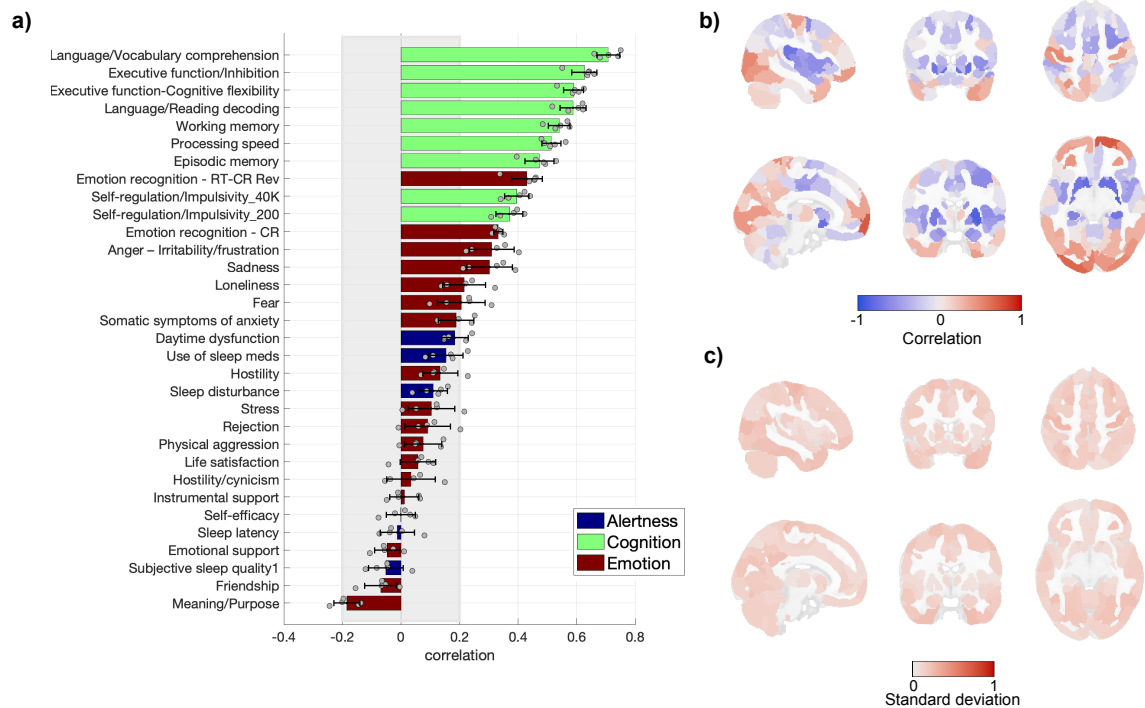 a)
Language/Vocabulary comprehension
Executive function/Inhibition
Executive function-Cognitive flexibility
Language/Reading decoding
Working memory
Processing speed
Episodic memory
Emotion recognition - RT-CR Rev
Self-regulation/Impulsivity_40K
Self-regulation/Impulsivity_200
Emotion recognition - CR
Anger – Irritability/frustration
Sadness
Loneliness
Fear
Somatic symptoms of anxiety
Daytime dysfunction
Use of sleep meds
Hostility
Sleep disturbance
Stress
Rejection
Physical aggression
Life satisfaction
Hostility/cynicism
Instrumental support
Self-efficacy
Sleep latency
Emotional support
Subjective sleep quality1
Friendship
Meaning/Purpose
Alertness
Cognition
Emotion
-0.4 -0.2 0 0.2 0.4 0.6 0.8
correlation
b)
-1 0 1
Correlation
c)
0 1
Standard deviation